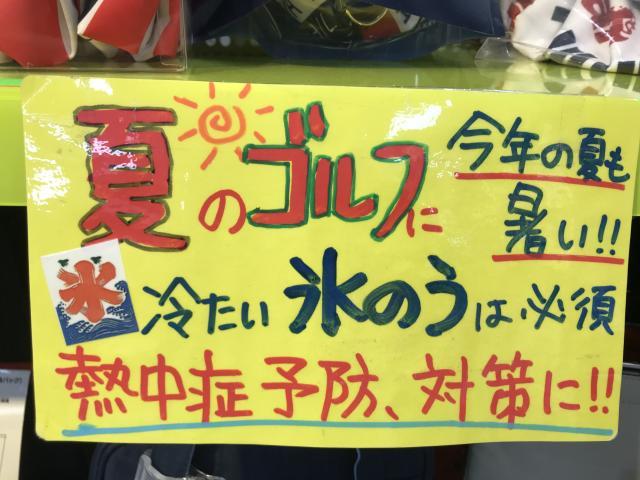 夏のゴルフに
今年の夏も
暑い!!
氷
冷たい氷のうは必須
熱中症予防、対策に!!